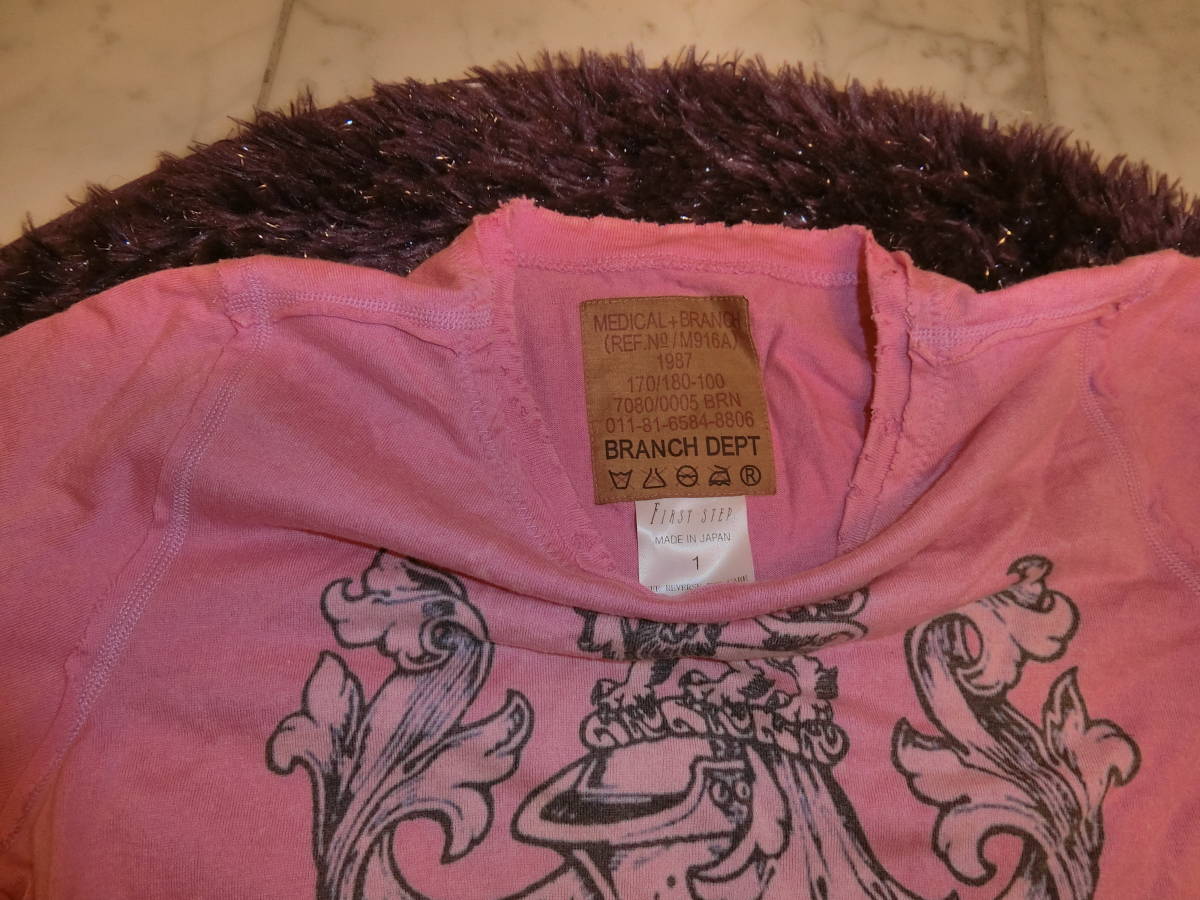 MEDICAL+BRANCH
(REF.Nº/M916A)
1987
170/180-100
7080/0005 BRN
011-81-6584-8806
BRANCH DEPT
®
FIRST STEP.
MADE IN JAPAN
1
REVERSE